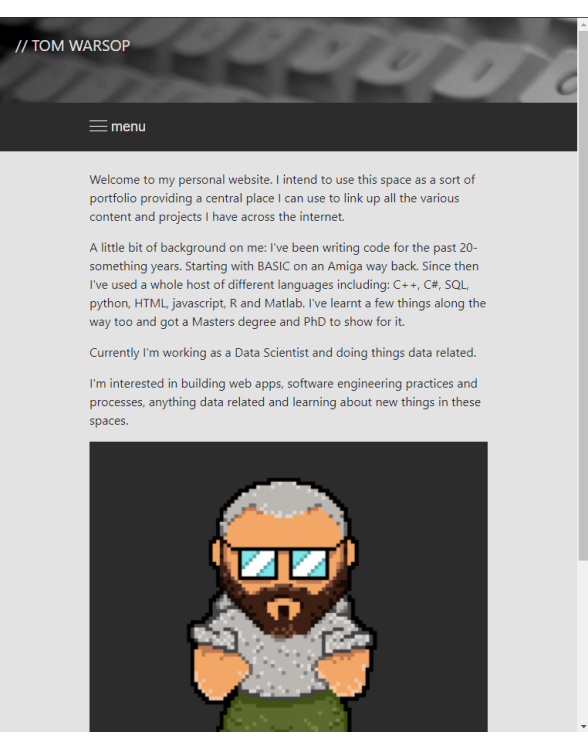 // TOM WARSOP
menu
Welcome to my personal website. I intend to use this space as a sort of
portfolio providing a central place I can use to link up all the various
content and projects I have across the internet.
A little bit of background on me: I've been writing code for the past 20-
something years. Starting with BASIC on an Amiga way back. Since then
I've used a whole host of different languages including: C++, C#, SQL,
python, HTML, javascript, R and Matlab. I've learnt a few things along the
way too and got a Masters degree and PhD to show for it.
Currently I'm working as a Data Scientist and doing things data related.
I'm interested in building web apps, software engineering practices and
processes, anything data related and learning about new things in these
spaces.